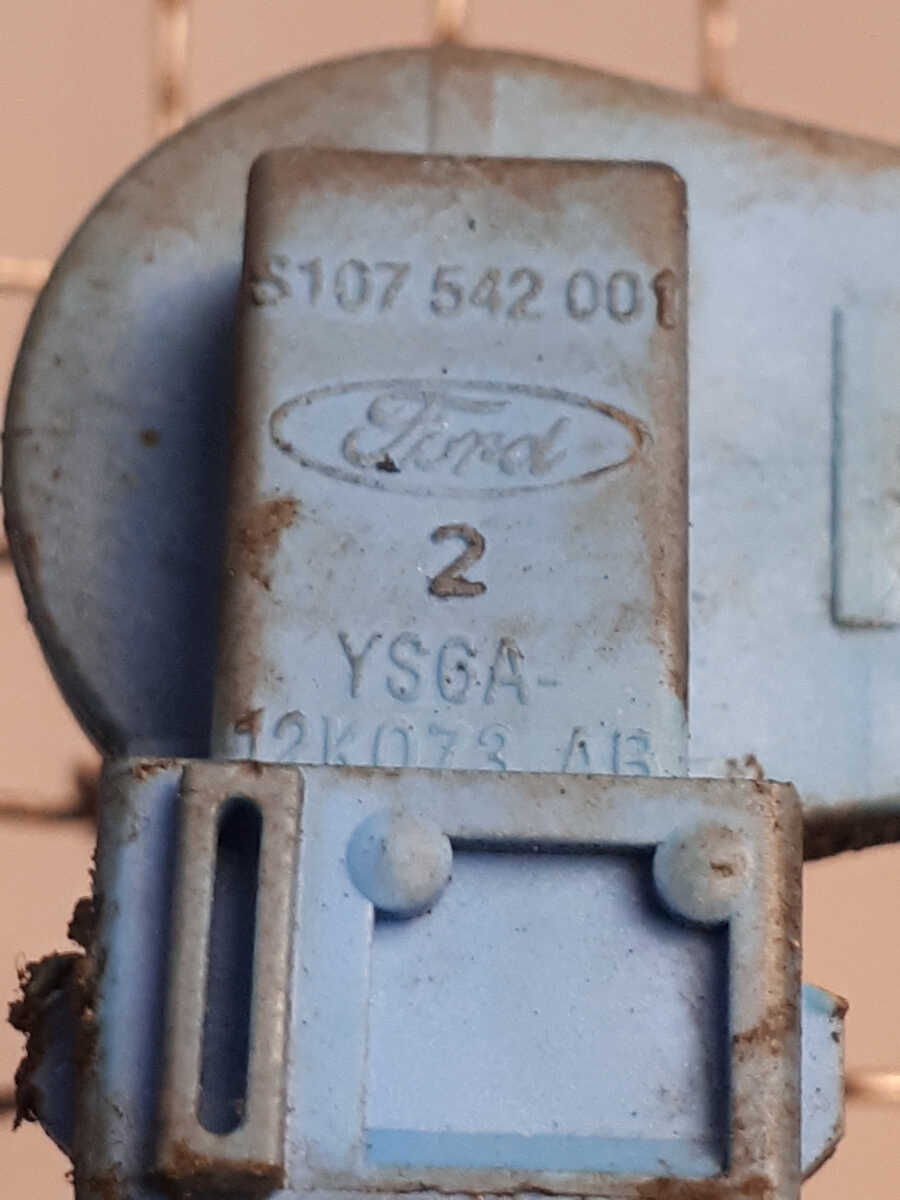 S107 542 001
Ford
2
YS6A-
12K073 AB